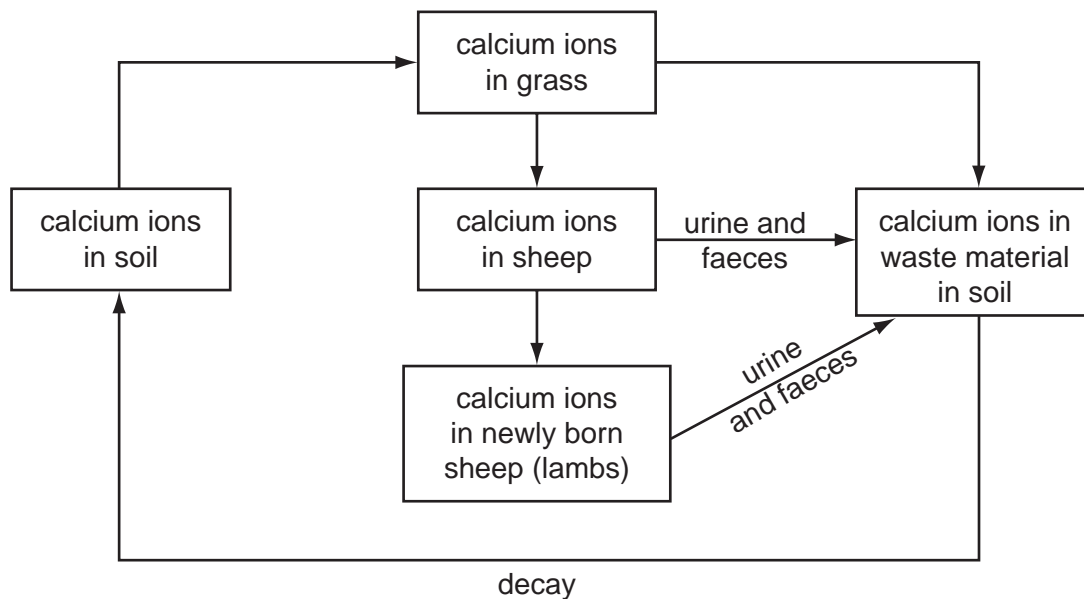 calcium ions
in grass
calcium ions
in soil
calcium ions
in sheep
urine and
faeces
calcium ions in
waste material
in soil
calcium ions
in newly born
sheep (lambs)
urine
and faeces
decay